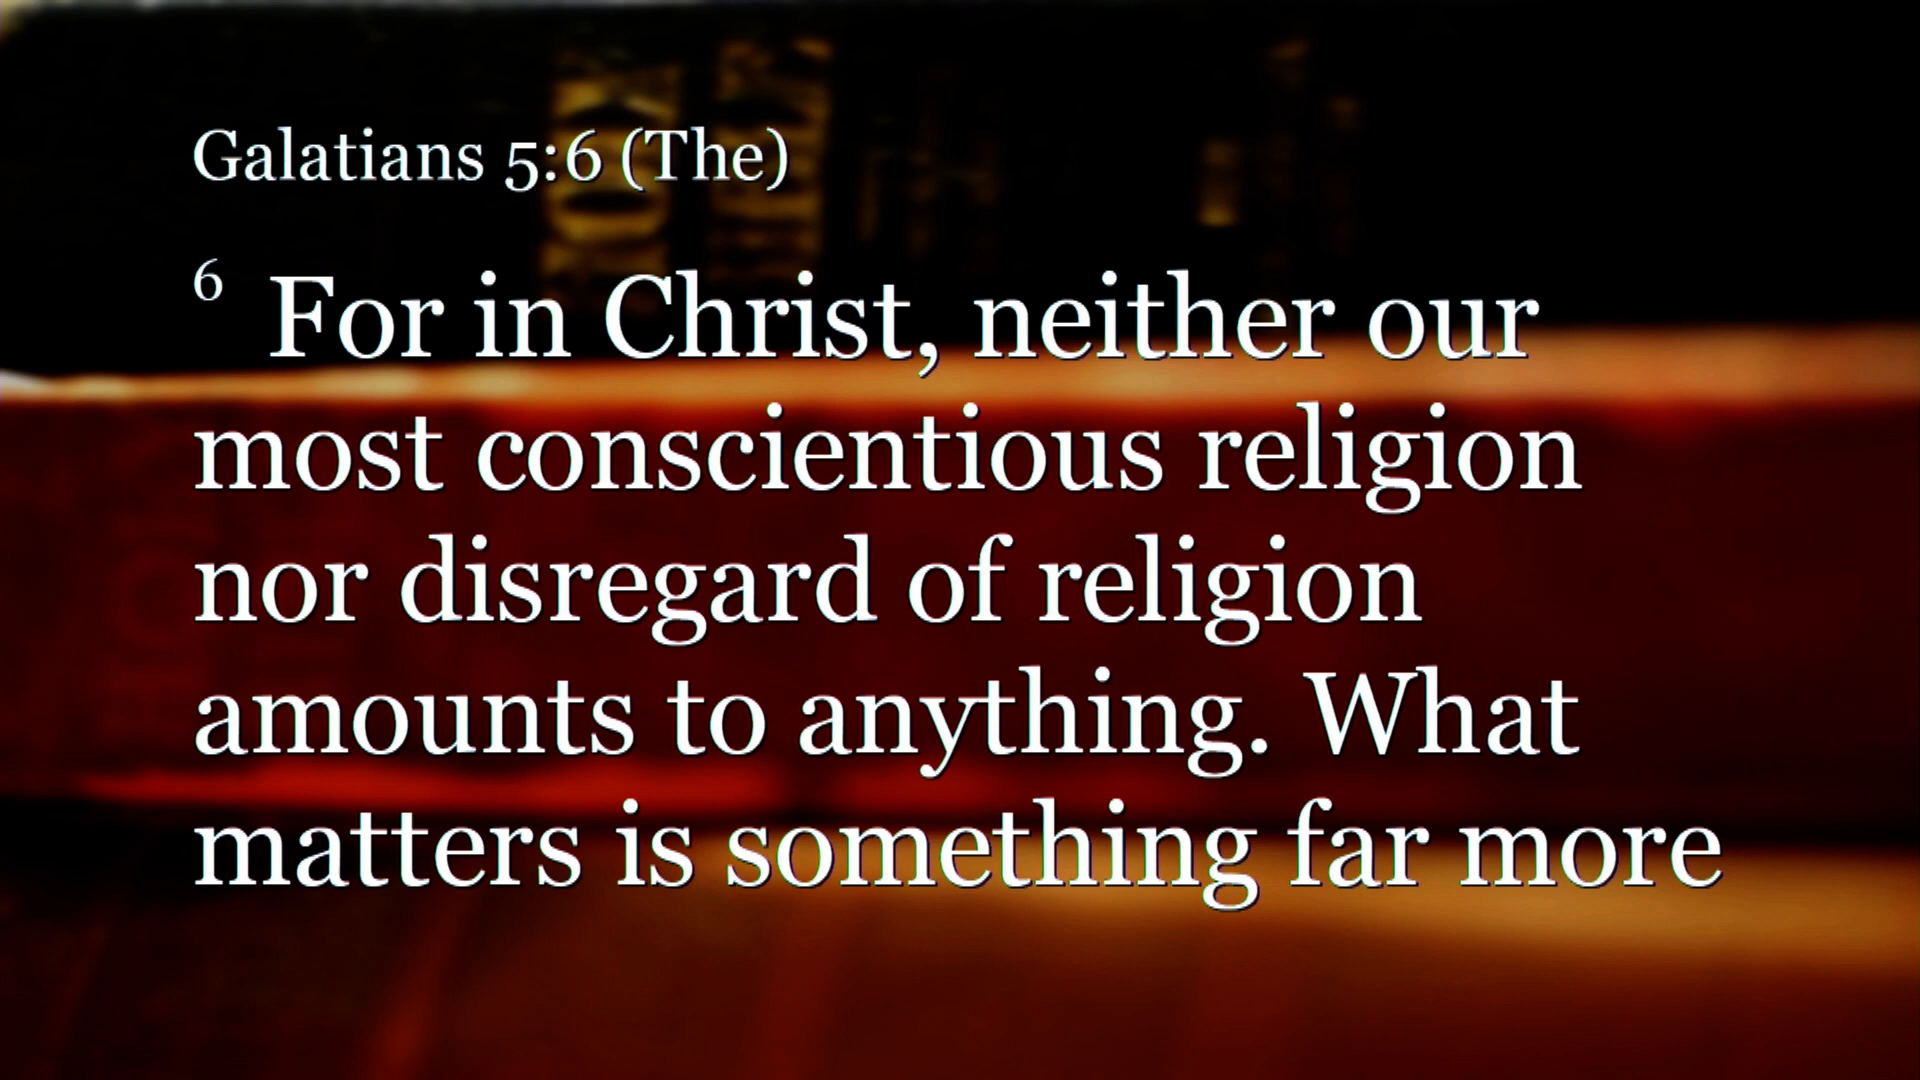 Galatians 5:6 (The)
6 For in Christ, neither our
most conscientious religion
nor disregard of religion
amounts to anything. What
matters is something far more